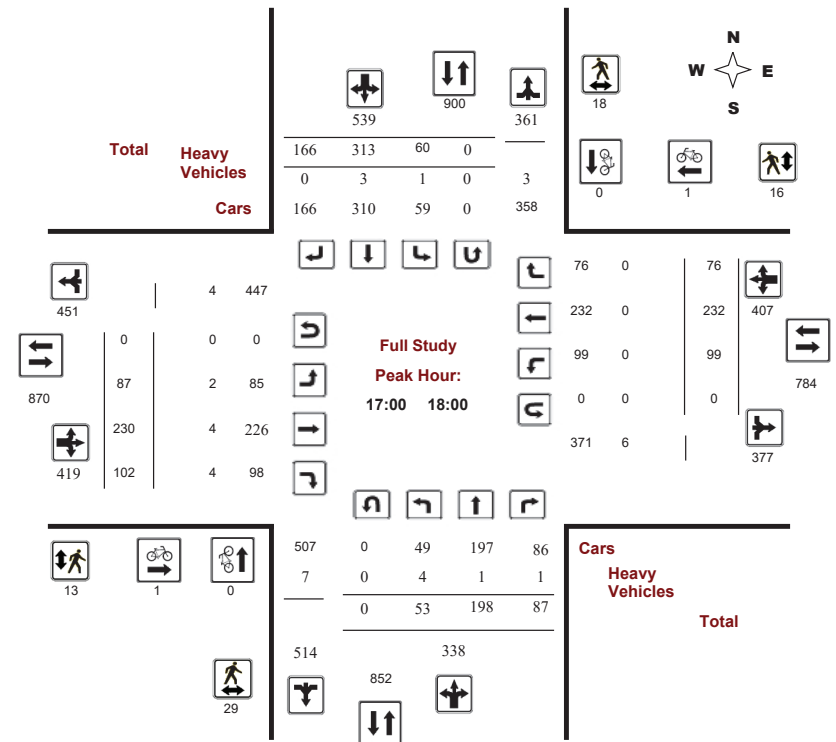 N
W E
S
900
18
539 361
Total Heavy Vehicles
166 313 60 0
0 3 1 0 3
Cars 166 310 59 0 358
0 1 16
451
4 447
76 0 76
407
0 0 0
232 0 232
Full Study
870
87 2 85
Peak Hour:
99 0 99
784
17:00 18:00
0 0 0
230 4 226
371 6
377
419
102 4 98
507 0 49 197 86 Cars
7 0 4 1 1 Heavy Vehicles
13 1 0
0 53 198 87
Total
514 338
852
29